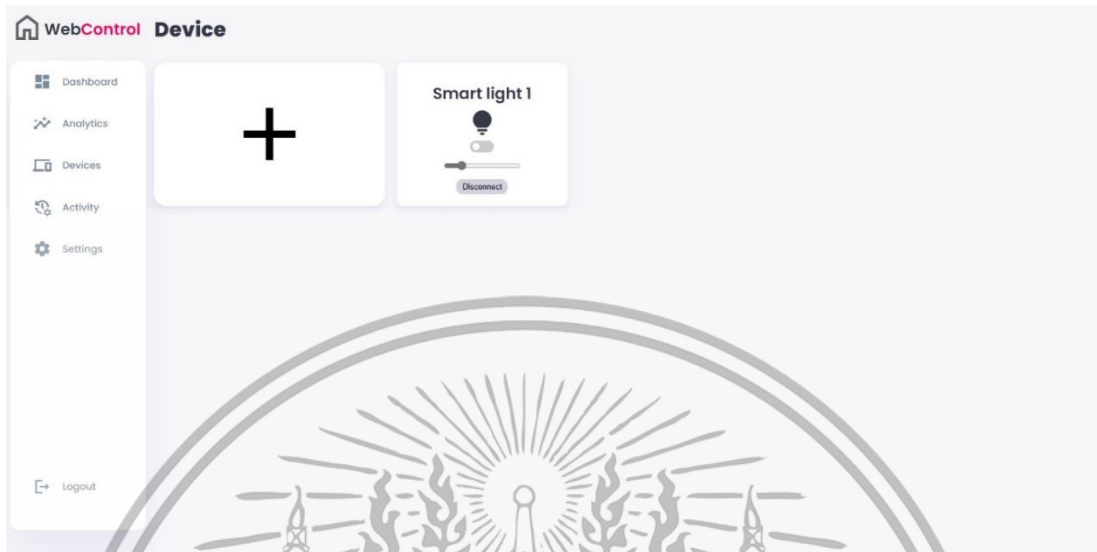 WebControl Device
Dashboard
Analytics
Devices
Activity
Settings
Logout
Smart light 1
Disconnect